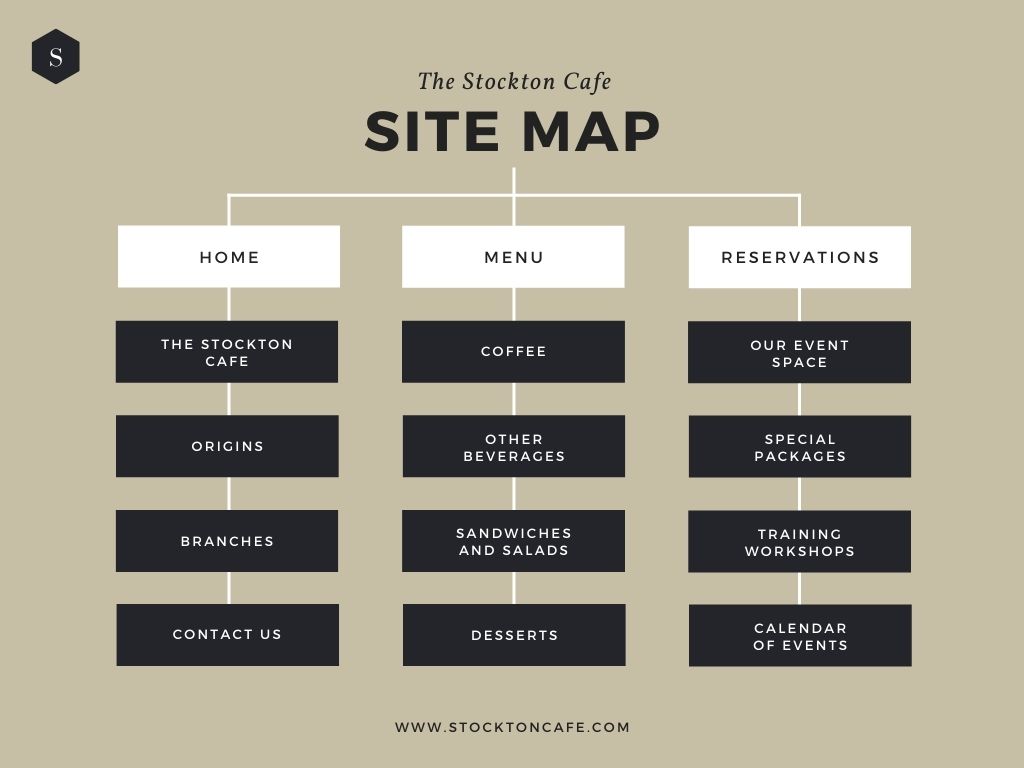 S
The Stockton Cafe
SITE MAP
HOME
THE STOCKTON
CAFE
ORIGINS
BRANCHES
CONTACT US
MENU
COFFEE
OTHER
BEVERAGES
SANDWICHES
AND SALADS
DESSERTS
RESERVATIONS
OUR EVENT
SPACE
SPECIAL
PACKAGES
TRAINING
WORKSHOPS
CALENDAR
OF EVENTS
WWW.STOCKTONCAFE.COM